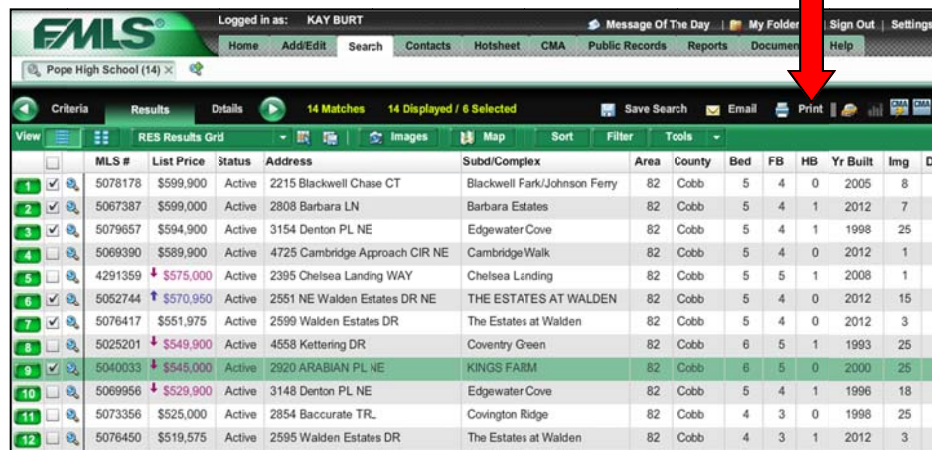 FMLS®
Logged in as: KAY BURT
Message Of The Day | My Folder Sign Out | Settings
Home Add/Edit Search Contacts Hotsheet CMA Public Records Reports Documen Help
Pope High School (14) ×
Criteria Results Details 14 Matches 14 Displayed / 6 Selected Save Search Email Print CMA CMA
View RES Results Grid Images Map Sort Filter Tools
MLS # List Price Status Address Subd/Complex Area County Bed FB HB Yr Built Img D
1 5078178 $599,900 Active 2215 Blackwell Chase CT Blackwell Park/Johnson Ferry 82 Cobb 5 4 0 2005 8
2 5067387 $599,000 Active 2808 Barbara LN Barbara Estates 82 Cobb 5 4 1 2012 7
3 5079657 $594,900 Active 3154 Denton PL NE Edgewater Cove 82 Cobb 5 4 1 1998 25
4 5069390 $589,900 Active 4725 Cambridge Approach CIR NE Cambridge Walk 82 Cobb 5 4 0 2012 1
5 4291359 $575,000 Active 2395 Chelsea Landing WAY Chelsea Landing 82 Cobb 5 5 1 2008 1
6 5052744 $570,950 Active 2551 NE Walden Estates DR NE THE ESTATES AT WALDEN 82 Cobb 5 4 0 2012 15
7 5076417 $551,975 Active 2599 Walden Estates DR The Estates at Walden 82 Cobb 5 4 0 2012 3
8 5025201 $549,900 Active 4558 Kettering DR Coventry Green 82 Cobb 6 5 1 1993 25
9 5040033 $545,000 Active 2920 ARABIAN PL NE KINGS FARM 82 Cobb 6 5 0 2000 25
10 5069956 $529,900 Active 3148 Denton PL NE Edgewater Cove 82 Cobb 5 4 1 1996 18
11 5073356 $525,000 Active 2854 Baccurate TRL Covington Ridge 82 Cobb 4 3 0 1998 25
12 5076450 $519,575 Active 2595 Walden Estates DR The Estates at Walden 82 Cobb 4 3 1 2012 3